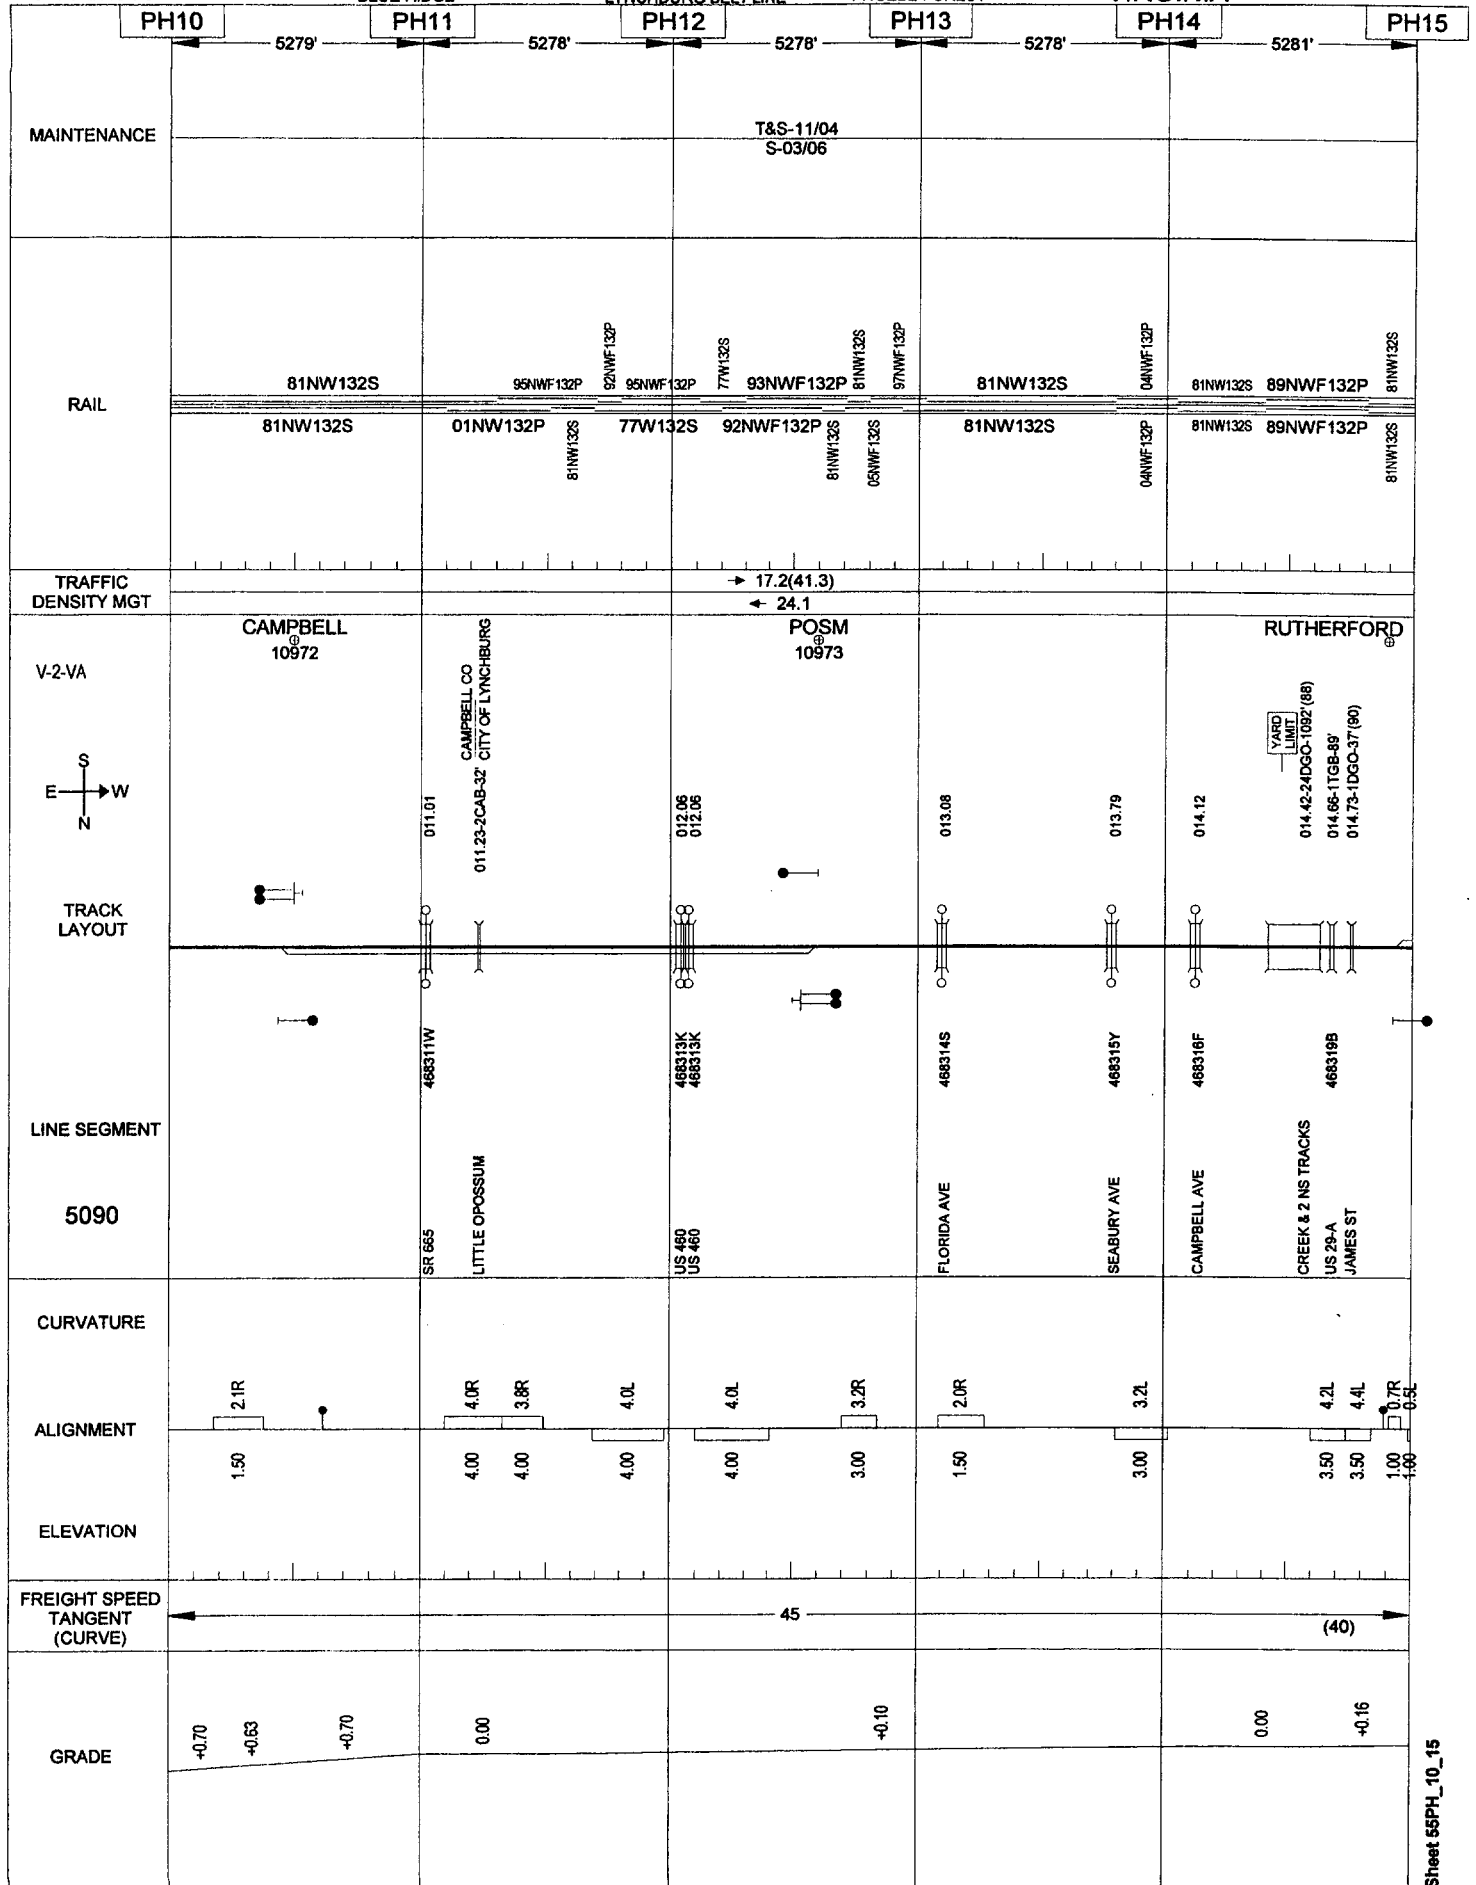 PH10 PH11 PH12 PH13 PH14 PH15
5279' 5278' 5278' 5278' 5281'
MAINTENANCE
T&S-11/04
S-03/06
RAIL
81NW132S 95NWF132P 92NWF132P 95NWF132P 77W132S 93NWF132P 81NW132S 97NWF132P 81NW132S 04NWF132P 81NW132S 89NWF132P 81NW132S
81NW132S 01NW132P 81NW132S 77W132S 92NWF132P 81NW132S 05NWF132S 81NW132S 04NWF132P 81NW132S 89NWF132P 81NW132S
TRAFFIC
DENSITY MGT
→ 17.2(41.3)
← 24.1
CAMPBELL
10972
POSM
10973
RUTHERFORD
V-2-VA
S
E W
N
011.01
011.23-2CAB-32'
CAMPBELL CO
CITY OF LYNCHBURG
012.06
012.06
013.08
013.79
014.12
YARD
LIMIT
014.42-24DGO-1092'(88)
014.66-1TGB-89'
014.73-1DGO-37'(90)
TRACK
LAYOUT
468311W
468313K
468313K
468314S
468315Y
468316F
468319B
LINE SEGMENT
5090
SR 665
LITTLE OPOSSUM
US 460
US 460
FLORIDA AVE
SEABURY AVE
CAMPBELL AVE
CREEK & 2 NS TRACKS
US 29-A
JAMES ST
CURVATURE
2.1R 4.0R 3.8R 4.0L 4.0L 3.2R 2.0R 3.2L 4.2L 4.4L 0.7R 0.5L
ALIGNMENT
1.50 4.00 4.00 4.00 4.00 3.00 1.50 3.00 3.50 3.50 1.00 1.00
ELEVATION
FREIGHT SPEED
TANGENT
(CURVE)
45
(40)
GRADE
+0.70 +0.63 +0.70 0.00 +0.10 0.00 +0.16
Sheet 55PH_10_15